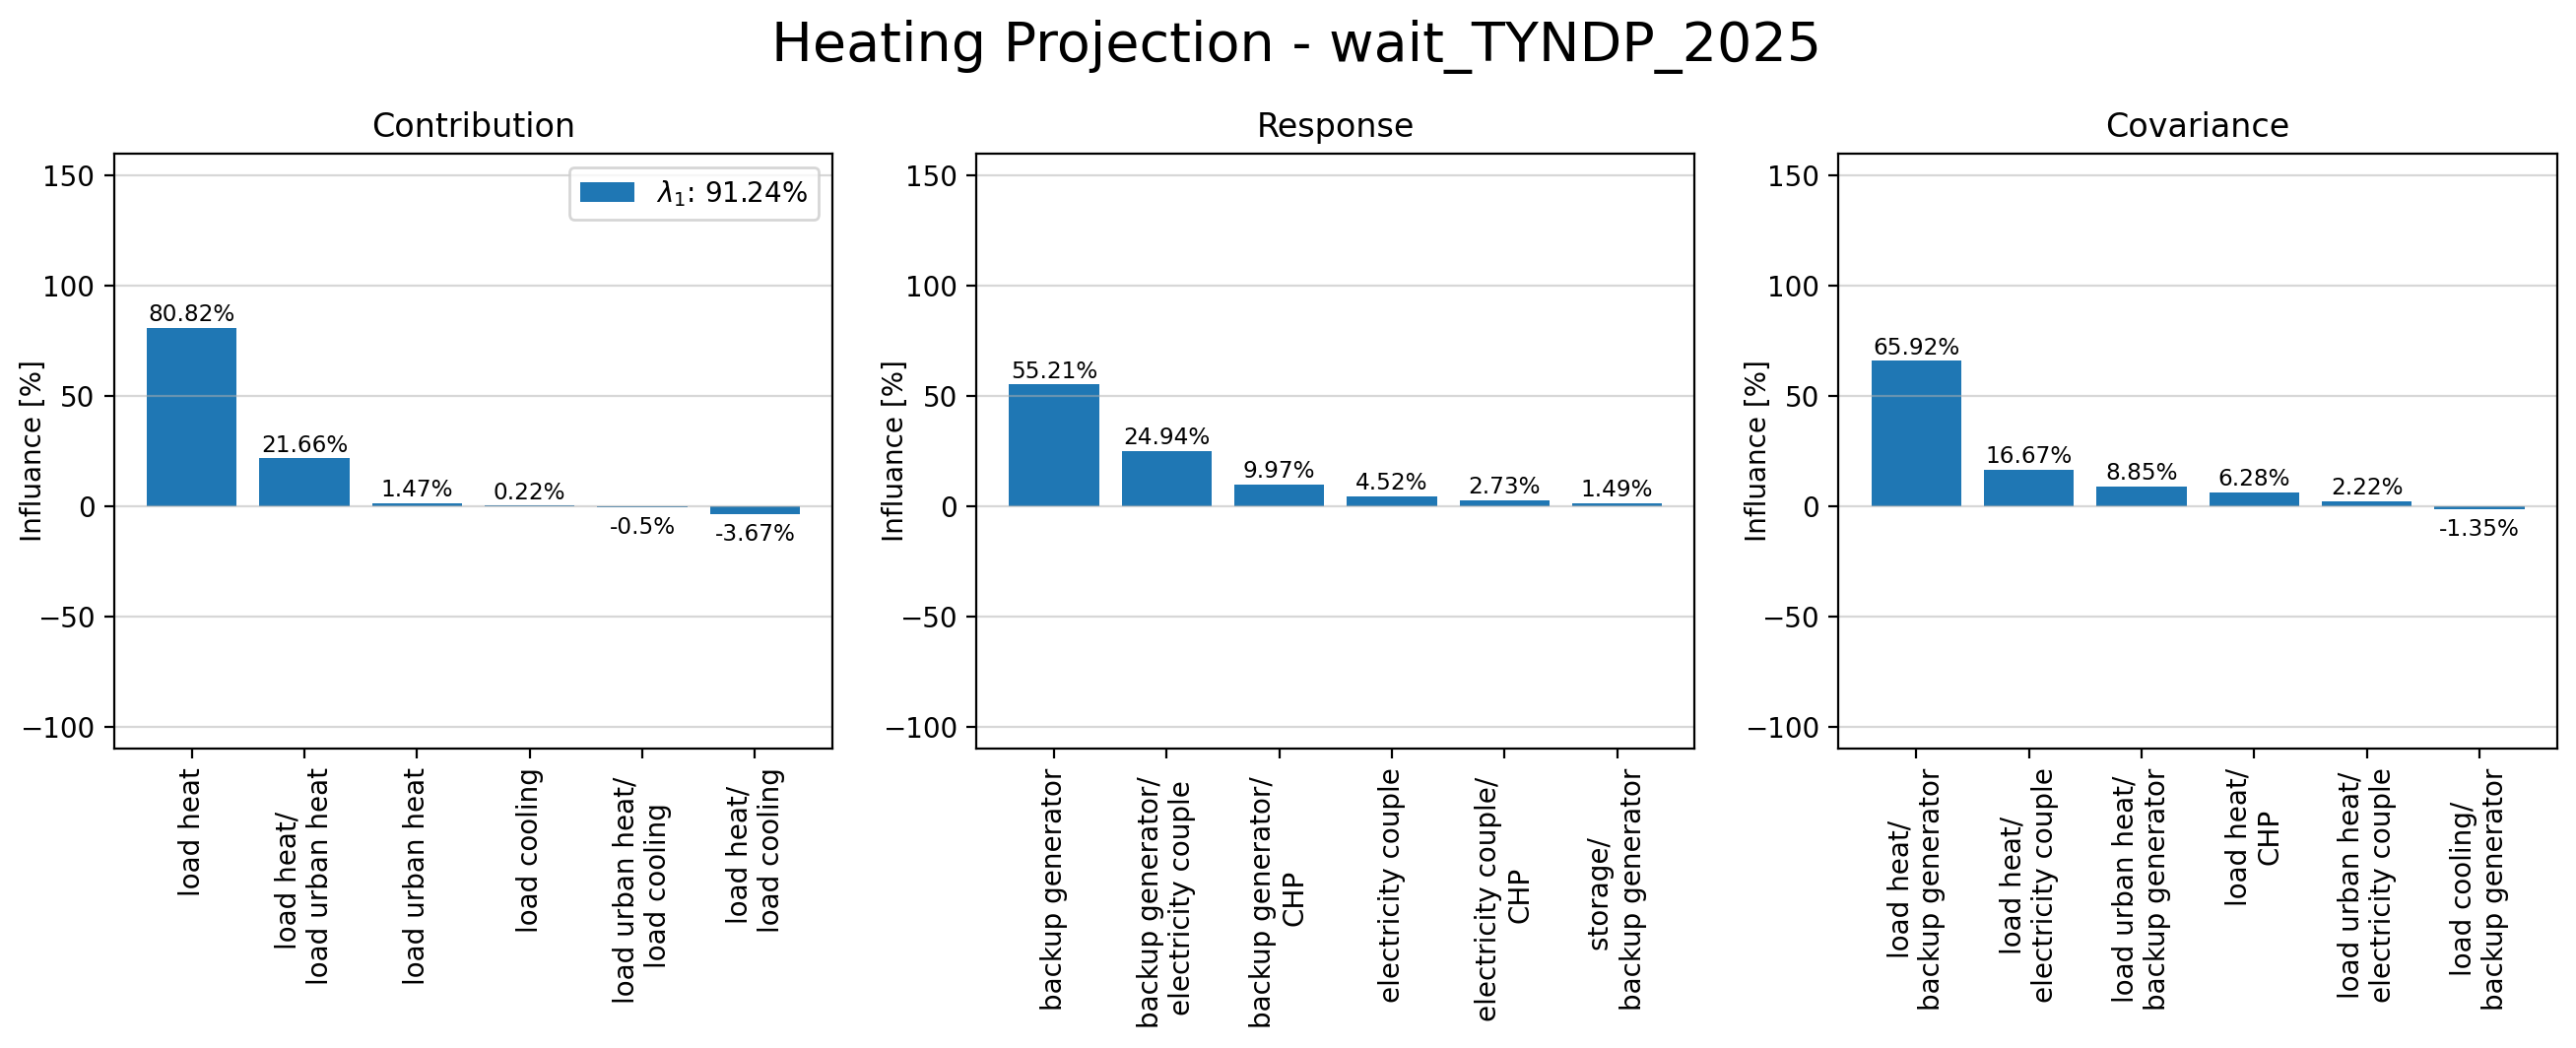 Heating Projection - wait_TYNDP_2025
Contribution
Influance [%]
150
100
50
0
−50
−100
λ1: 91.24%
80.82%
21.66%
1.47%
0.22%
-0.5%
-3.67%
load heat
load heat/
load urban heat
load urban heat
load cooling
load urban heat/
load cooling
load heat/
load cooling
Response
Influance [%]
150
100
50
0
−50
−100
55.21%
24.94%
9.97%
4.52%
2.73%
1.49%
backup generator
backup generator/
electricity couple
backup generator/
CHP
electricity couple
electricity couple/
CHP
storage/
backup generator
Covariance
Influance [%]
150
100
50
0
−50
−100
65.92%
16.67%
8.85%
6.28%
2.22%
-1.35%
load heat/
backup generator
load heat/
electricity couple
load urban heat/
backup generator
load heat/
CHP
load urban heat/
electricity couple
load cooling/
backup generator